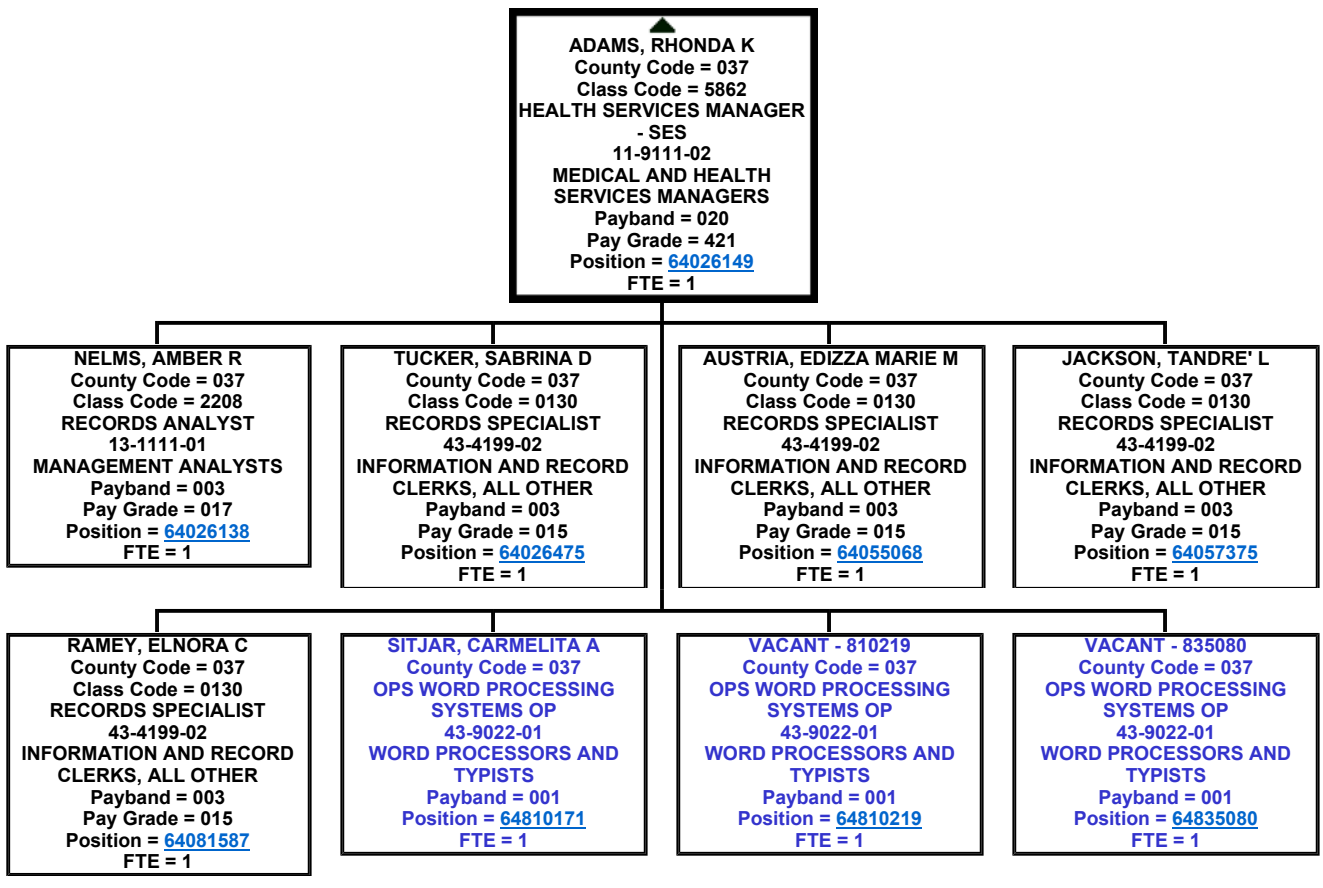 ADAMS, RHONDA K
County Code = 037
Class Code = 5862
HEALTH SERVICES MANAGER
- SES
11-9111-02
MEDICAL AND HEALTH
SERVICES MANAGERS
Payband = 020
Pay Grade = 421
Position = 64026149
FTE = 1
NELMS, AMBER R
County Code = 037
Class Code = 2208
RECORDS ANALYST
13-1111-01
MANAGEMENT ANALYSTS
Payband = 003
Pay Grade = 017
Position = 64026138
FTE = 1
TUCKER, SABRINA D
County Code = 037
Class Code = 0130
RECORDS SPECIALIST
43-4199-02
INFORMATION AND RECORD
CLERKS, ALL OTHER
Payband = 003
Pay Grade = 015
Position = 64026475
FTE = 1
AUSTRIA, EDIZZA MARIE M
County Code = 037
Class Code = 0130
RECORDS SPECIALIST
43-4199-02
INFORMATION AND RECORD
CLERKS, ALL OTHER
Payband = 003
Pay Grade = 015
Position = 64055068
FTE = 1
JACKSON, TANDRE' L
County Code = 037
Class Code = 0130
RECORDS SPECIALIST
43-4199-02
INFORMATION AND RECORD
CLERKS, ALL OTHER
Payband = 003
Pay Grade = 015
Position = 64057375
FTE = 1
RAMEY, ELNORA C
County Code = 037
Class Code = 0130
RECORDS SPECIALIST
43-4199-02
INFORMATION AND RECORD
CLERKS, ALL OTHER
Payband = 003
Pay Grade = 015
Position = 64081587
FTE = 1
SITJAR, CARMELITA A
County Code = 037
OPS WORD PROCESSING
SYSTEMS OP
43-9022-01
WORD PROCESSORS AND
TYPISTS
Payband = 001
Position = 64810171
FTE = 1
VACANT - 810219
County Code = 037
OPS WORD PROCESSING
SYSTEMS OP
43-9022-01
WORD PROCESSORS AND
TYPISTS
Payband = 001
Position = 64810219
FTE = 1
VACANT - 835080
County Code = 037
OPS WORD PROCESSING
SYSTEMS OP
43-9022-01
WORD PROCESSORS AND
TYPISTS
Payband = 001
Position = 64835080
FTE = 1